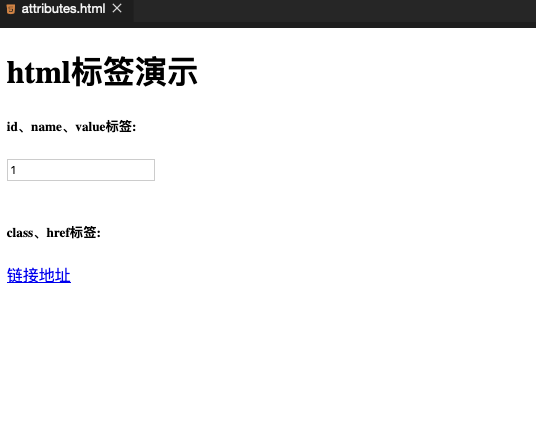 attributes.html
html标签演示
id、name、value标签:
1
class、href标签:
链接地址